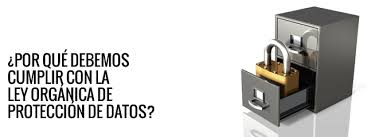 ¿POR QUÉ DEBEMOS
CUMPLIR CON LA
LEY ORGÁNICA DE
PROTECCIÓN DE DATOS?